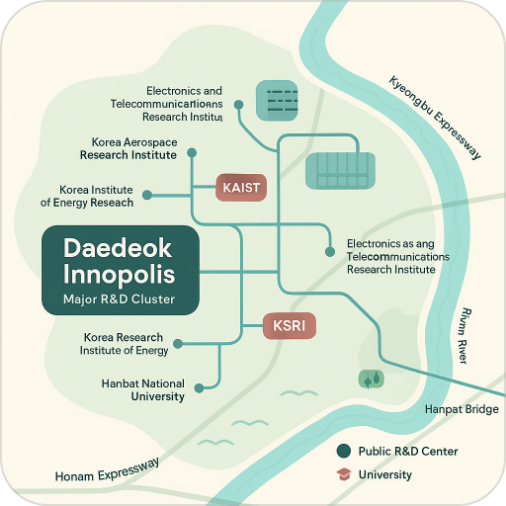 Electronics and
Telecommunicatians
Research Institu
Kyeongbu Expressway
Korea Aerospace
Research Institute
KAIST
Korea Institute
of Energy Reseach
Daedeok
Innopolis
Major R&D Cluster
Electronics as ang
Telecommunications
Research Institute
KSRI
Korea Research
Institute of Energy
Hanbat National
University
River
Hanpat Bridge
Public R&D Center
University
Honam Expressway